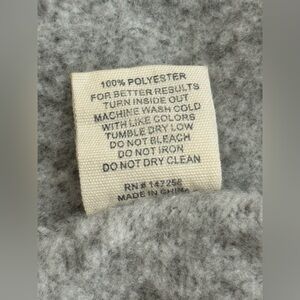 100% POLYESTER
FOR BETTER RESULTS
TURN INSIDE OUT
MACHINE WASH COLD
WITH LIKE COLORS
TUMBLE DRY LOW
DO NOT BLEACH
DO NOT IRON
DO NOT DRY CLEAN
RN # 147256
MADE IN CHINA